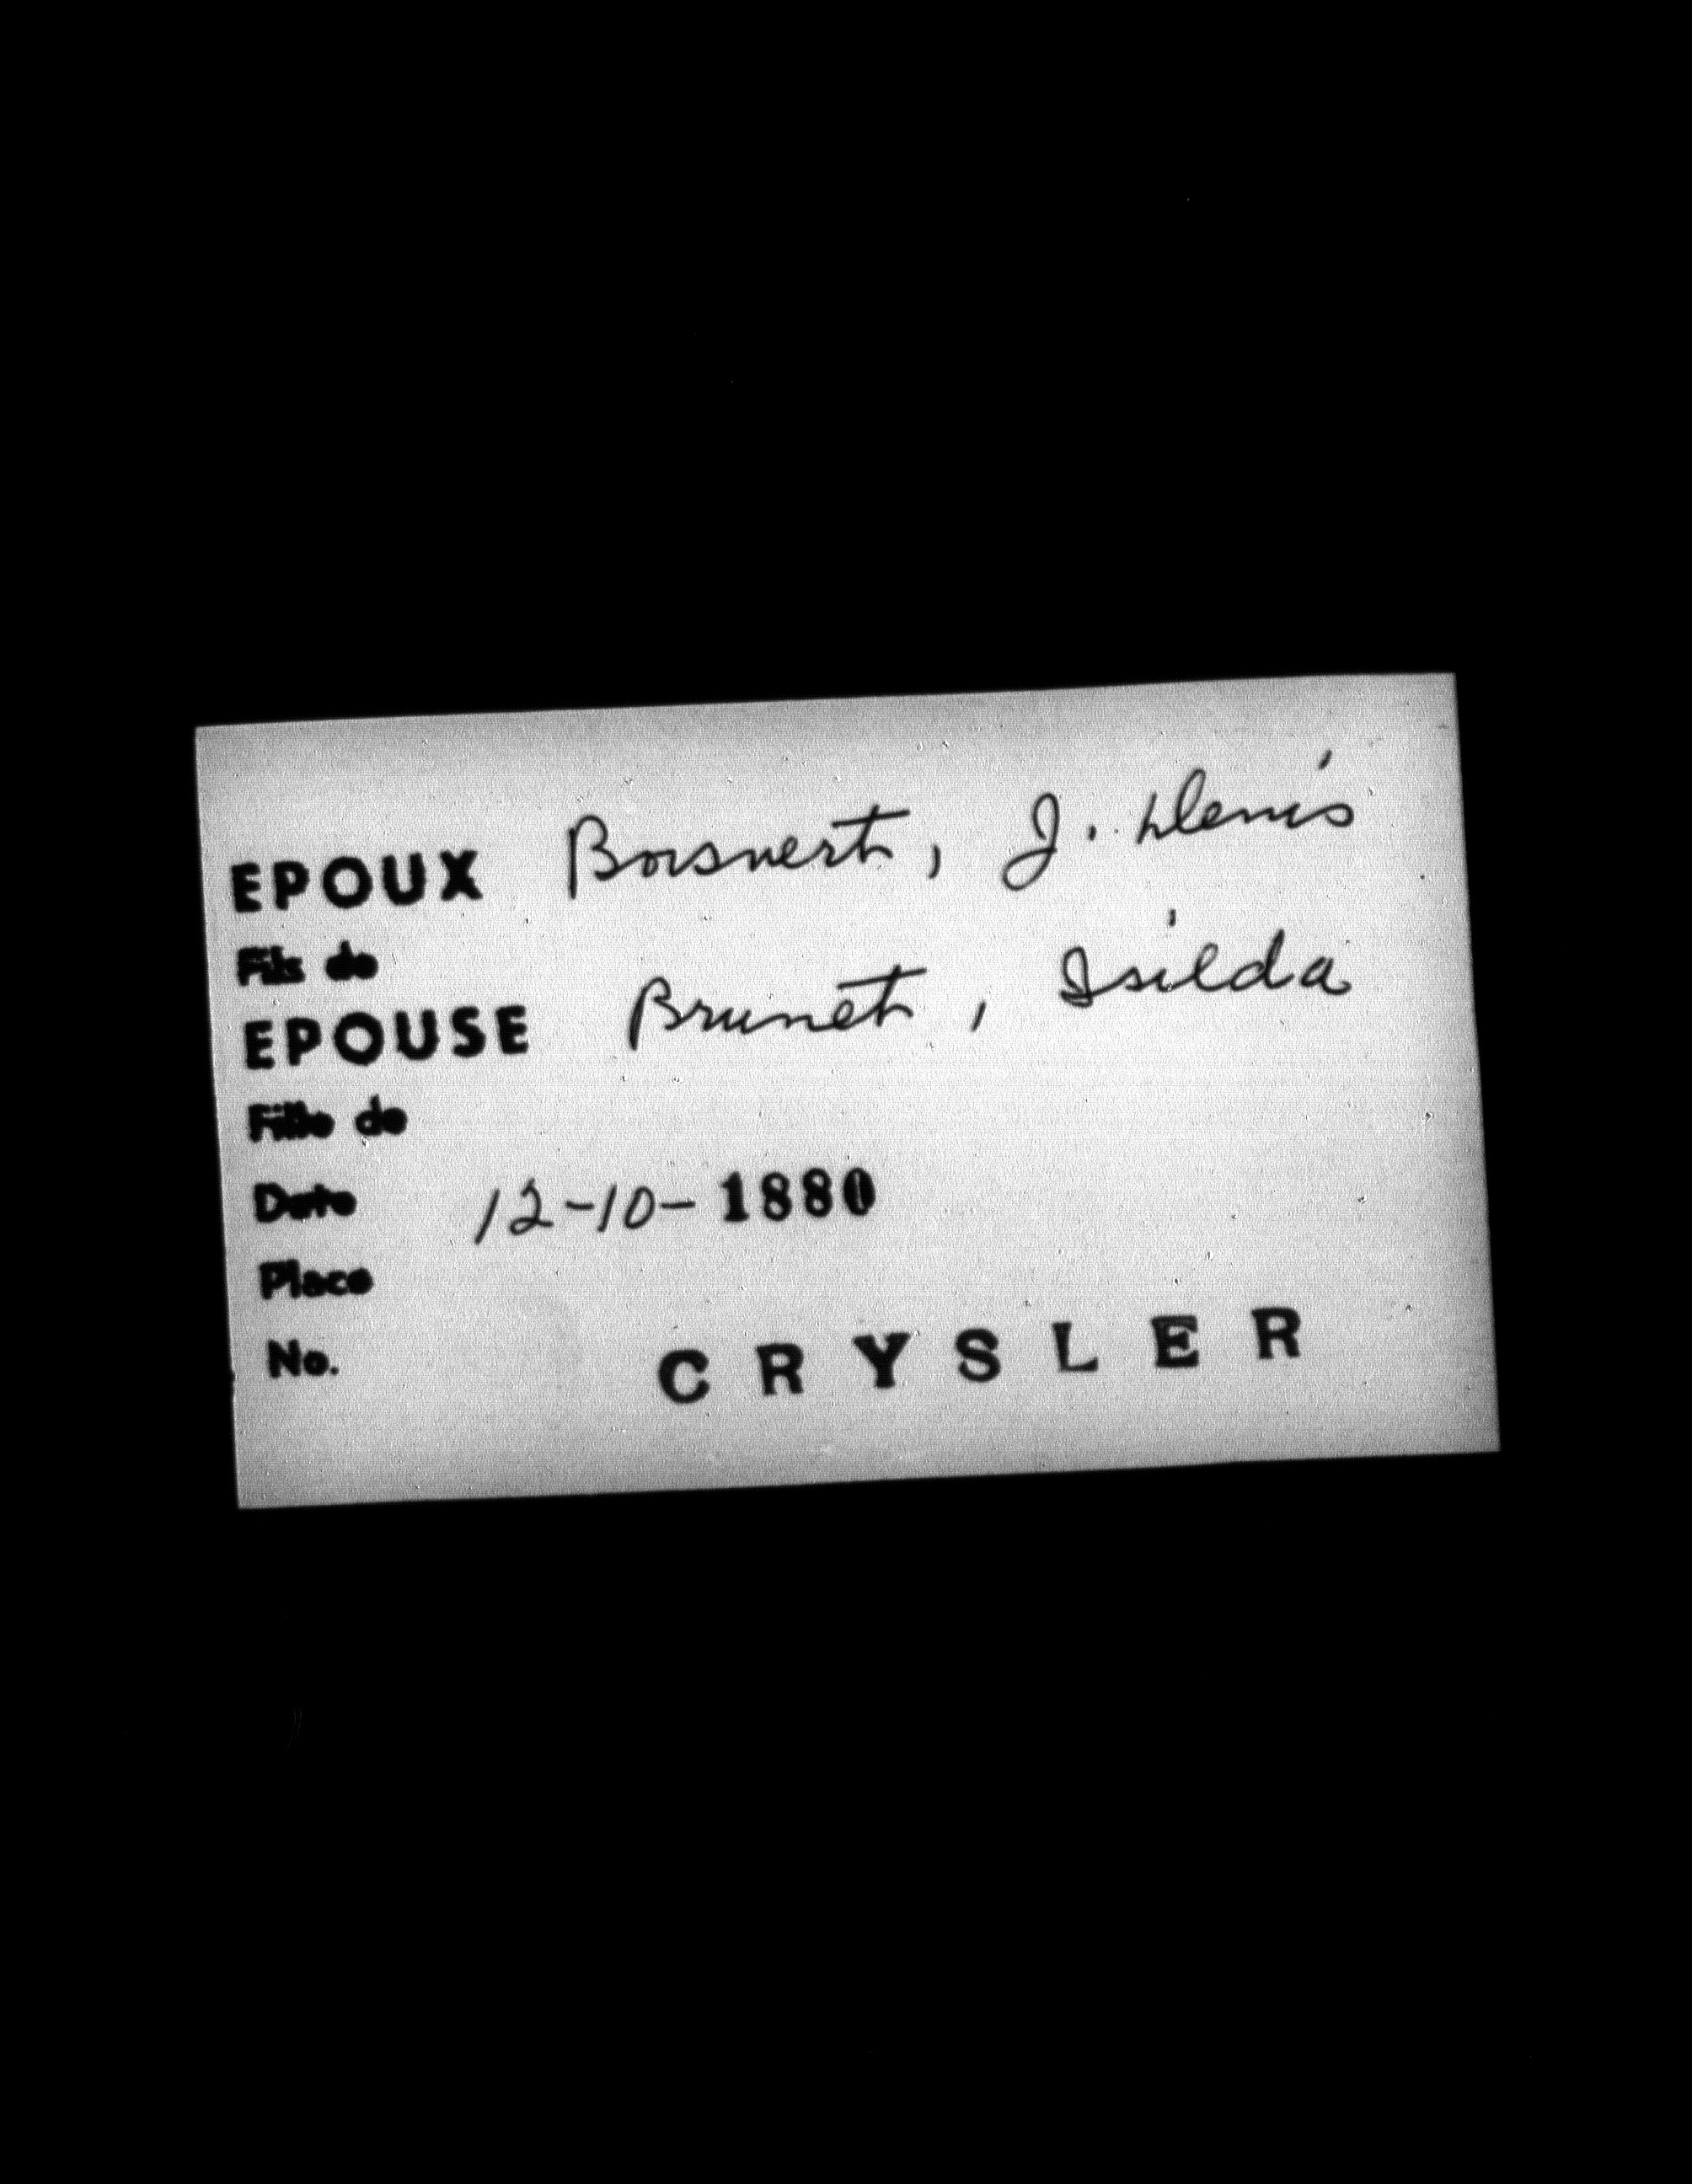 EPOUX Boisvert, J. Denis
Fils de
EPOUSE Brunet, Isilda
Fille de
Date 12-10-1880
Place
No. CRYSLER